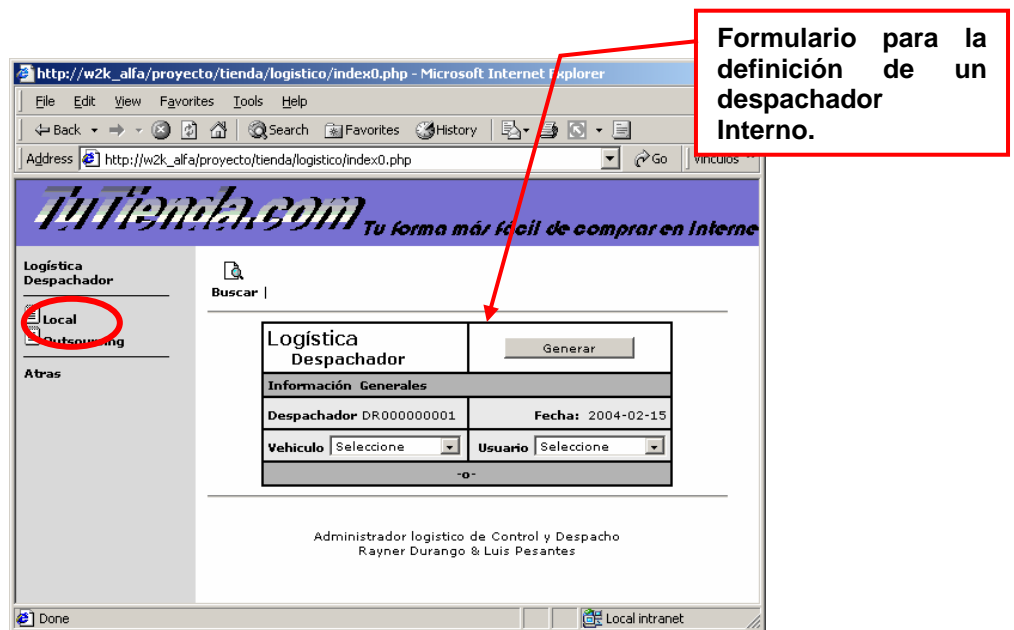 Formulario para la
definición de un
despachador
Interno.
http://w2k_alfa/proyecto/tienda/logistico/index0.php - Microsoft Internet Explorer
File Edit View Favorites Tools Help
Back Search Favorites History
Address http://w2k_alfa/proyecto/tienda/logistico/index0.php Go Vínculos
TuTienda.com Tu forma más fácil de comprar en Interne
Logística
Despachador
Local
Outsourcing
Atras
Buscar |
Logística
Despachador
Generar
Información Generales
Despachador DR000000001 Fecha: 2004-02-15
Vehiculo Seleccione Usuario Seleccione
-o-
Administrador logistico de Control y Despacho
Rayner Durango & Luis Pesantes
Done Local intranet